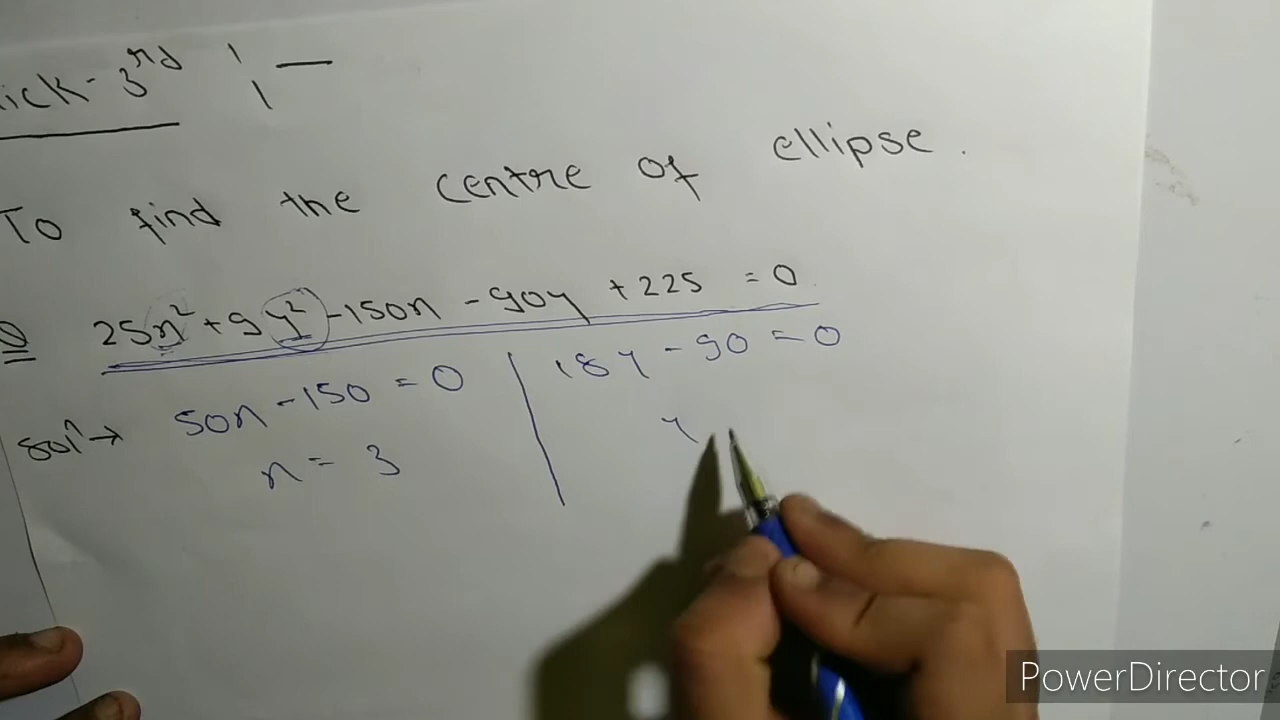 ick-3rd :-
To find the centre of ellipse.
Q 25x²+9y²-150x-90y+225=0
Solⁿ→ 50x-150=0 | 18y-90=0
x=3 y
PowerDirector